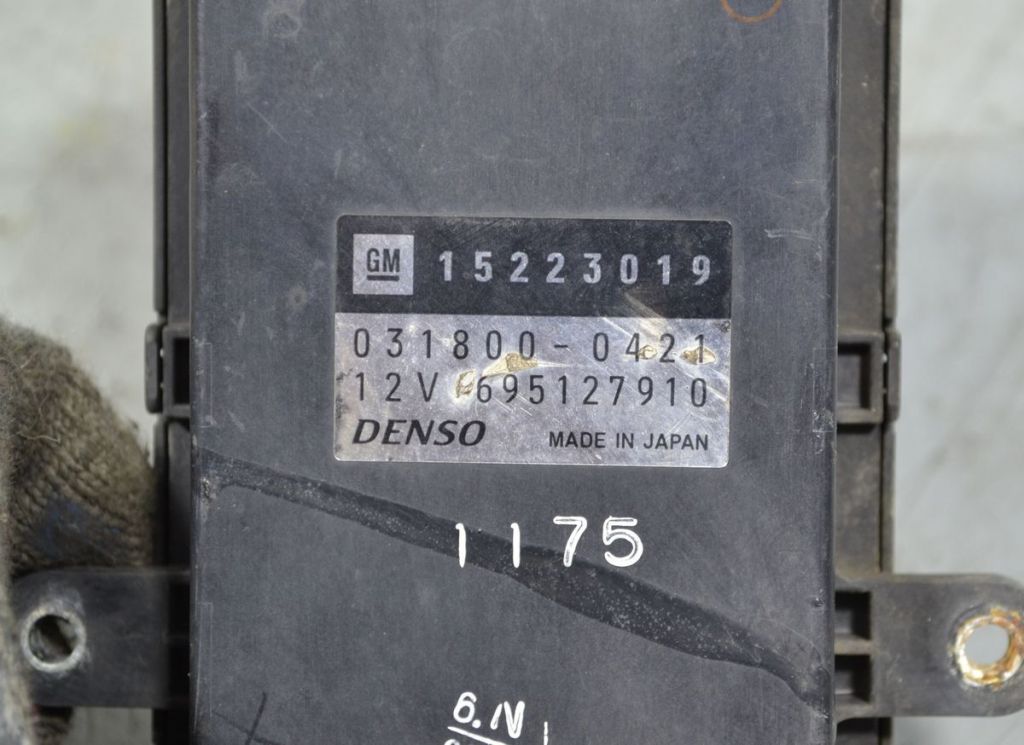 GM 15223019
031800-0421
12V 695127910
DENSO MADE IN JAPAN
1175
6.N